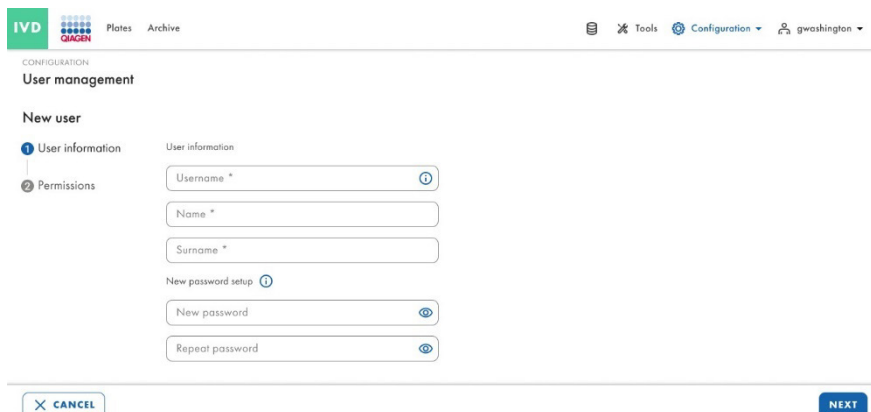 IVD QIAGEN Plates Archive Tools Configuration gwashington
CONFIGURATION
User management
New user
1 User information
2 Permissions
User information
Username *
Name *
Surname *
New password setup
New password
Repeat password
CANCEL NEXT